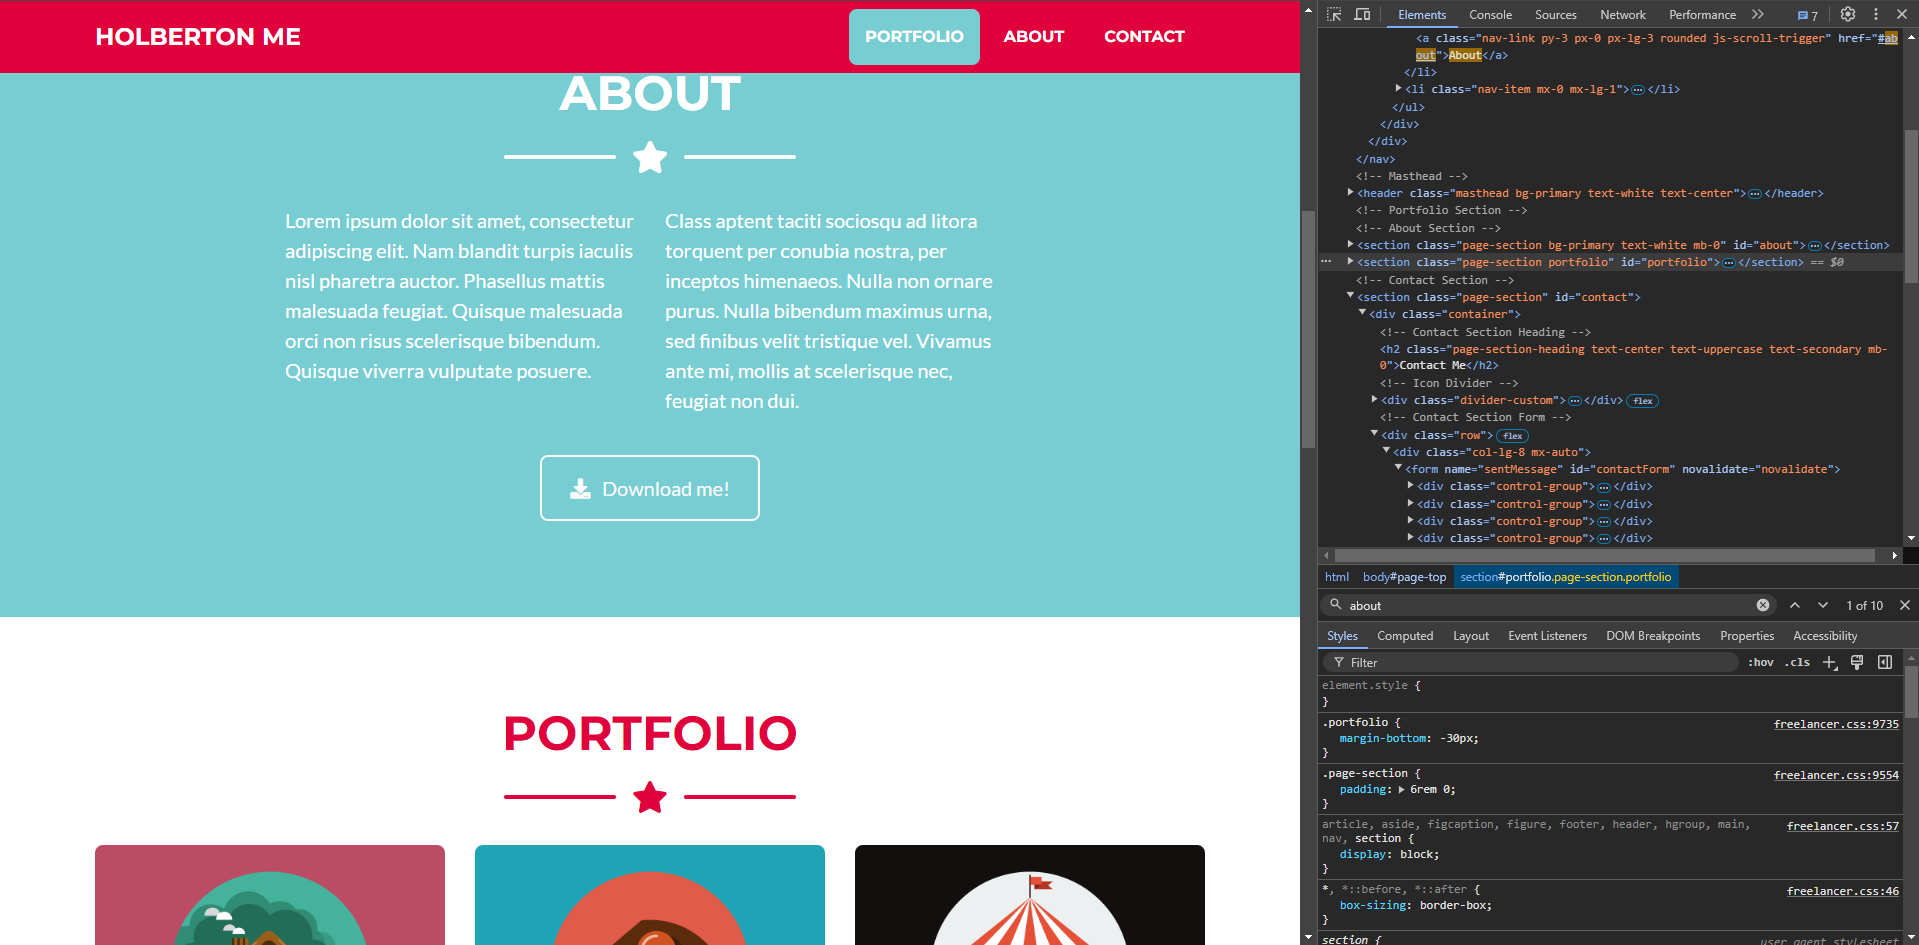 HOLBERTON ME
PORTFOLIO
ABOUT
CONTACT
ABOUT
Lorem ipsum dolor sit amet, consectetur
adipiscing elit. Nam blandit turpis iaculis
nisl pharetra auctor. Phasellus mattis
malesuada feugiat. Quisque malesuada
orci non risus scelerisque bibendum.
Quisque viverra vulputate posuere.
Class aptent taciti sociosqu ad litora
torquent per conubia nostra, per
inceptos himenaeos. Nulla non ornare
purus. Nulla bibendum maximus urna,
sed finibus velit tristique vel. Vivamus
ante mi, mollis at scelerisque nec,
feugiat non dui.
Download me!
PORTFOLIO
Elements Console Sources Network Performance 7
<a class="nav-link py-3 px-0 px-lg-3 rounded js-scroll-trigger" href="#ab
out">About</a>
</li>
<li class="nav-item mx-0 mx-lg-1">…</li>
</ul>
</div>
</div>
</nav>
<!-- Masthead -->
<header class="masthead bg-primary text-white text-center">…</header>
<!-- Portfolio Section -->
<!-- About Section -->
<section class="page-section bg-primary text-white mb-0" id="about">…</section>
<section class="page-section portfolio" id="portfolio">…</section> == $0
<!-- Contact Section -->
<section class="page-section" id="contact">
<div class="container">
<!-- Contact Section Heading -->
<h2 class="page-section-heading text-center text-uppercase text-secondary mb-
0">Contact Me</h2>
<!-- Icon Divider -->
<div class="divider-custom">…</div> flex
<!-- Contact Section Form -->
<div class="row"> flex
<div class="col-lg-8 mx-auto">
<form name="sentMessage" id="contactForm" novalidate="novalidate">
<div class="control-group">…</div>
<div class="control-group">…</div>
<div class="control-group">…</div>
<div class="control-group">…</div>
html body#page-top section#portfolio.page-section.portfolio
about 1 of 10
Styles Computed Layout Event Listeners DOM Breakpoints Properties Accessibility
Filter :hov .cls
element.style {
}
.portfolio { freelancer.css:9735
margin-bottom: -30px;
}
.page-section { freelancer.css:9554
padding: 6rem 0;
}
article, aside, figcaption, figure, footer, header, hgroup, main, freelancer.css:57
nav, section {
display: block;
}
*, *::before, *::after { freelancer.css:46
box-sizing: border-box;
}
section { user agent stylesheet